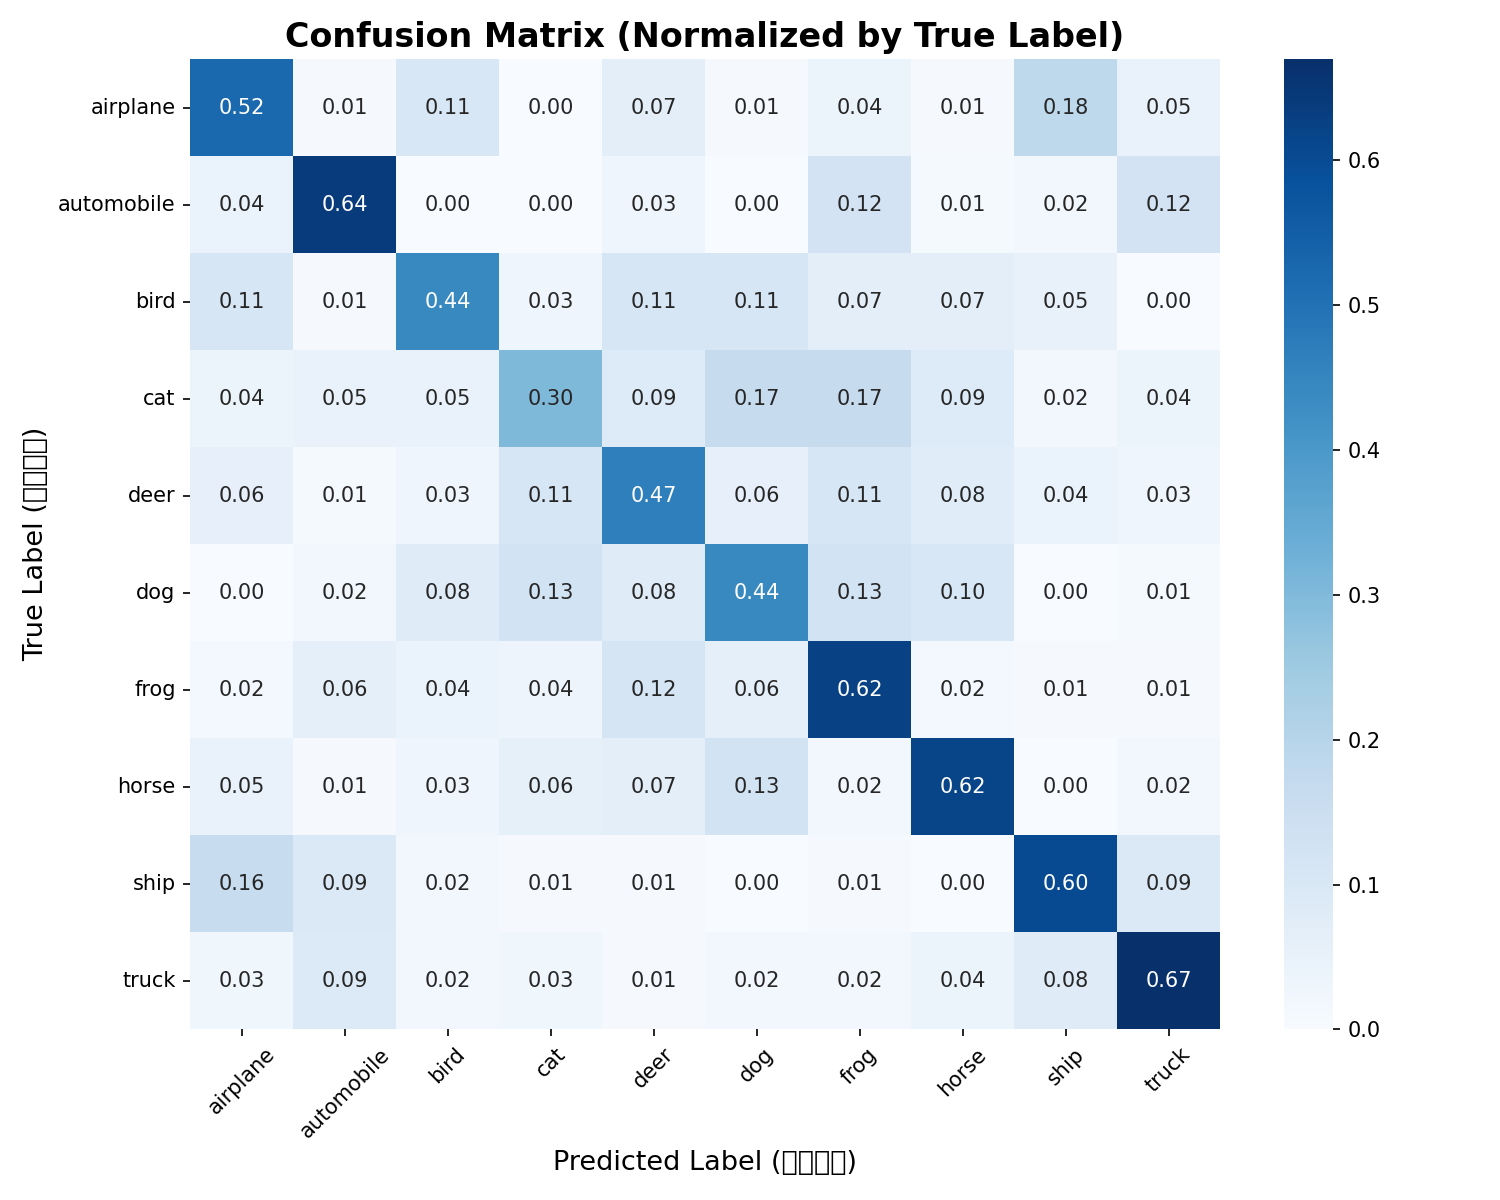 Confusion Matrix (Normalized by True Label)
True Label (□□□□)
airplane 0.52 0.01 0.11 0.00 0.07 0.01 0.04 0.01 0.18 0.05
automobile 0.04 0.64 0.00 0.00 0.03 0.00 0.12 0.01 0.02 0.12
bird 0.11 0.01 0.44 0.03 0.11 0.11 0.07 0.07 0.05 0.00
cat 0.04 0.05 0.05 0.30 0.09 0.17 0.17 0.09 0.02 0.04
deer 0.06 0.01 0.03 0.11 0.47 0.06 0.11 0.08 0.04 0.03
dog 0.00 0.02 0.08 0.13 0.08 0.44 0.13 0.10 0.00 0.01
frog 0.02 0.06 0.04 0.04 0.12 0.06 0.62 0.02 0.01 0.01
horse 0.05 0.01 0.03 0.06 0.07 0.13 0.02 0.62 0.00 0.02
ship 0.16 0.09 0.02 0.01 0.01 0.00 0.01 0.00 0.60 0.09
truck 0.03 0.09 0.02 0.03 0.01 0.02 0.02 0.04 0.08 0.67
airplane automobile bird cat deer dog frog horse ship truck
Predicted Label (□□□□)
0.6
0.5
0.4
0.3
0.2
0.1
0.0